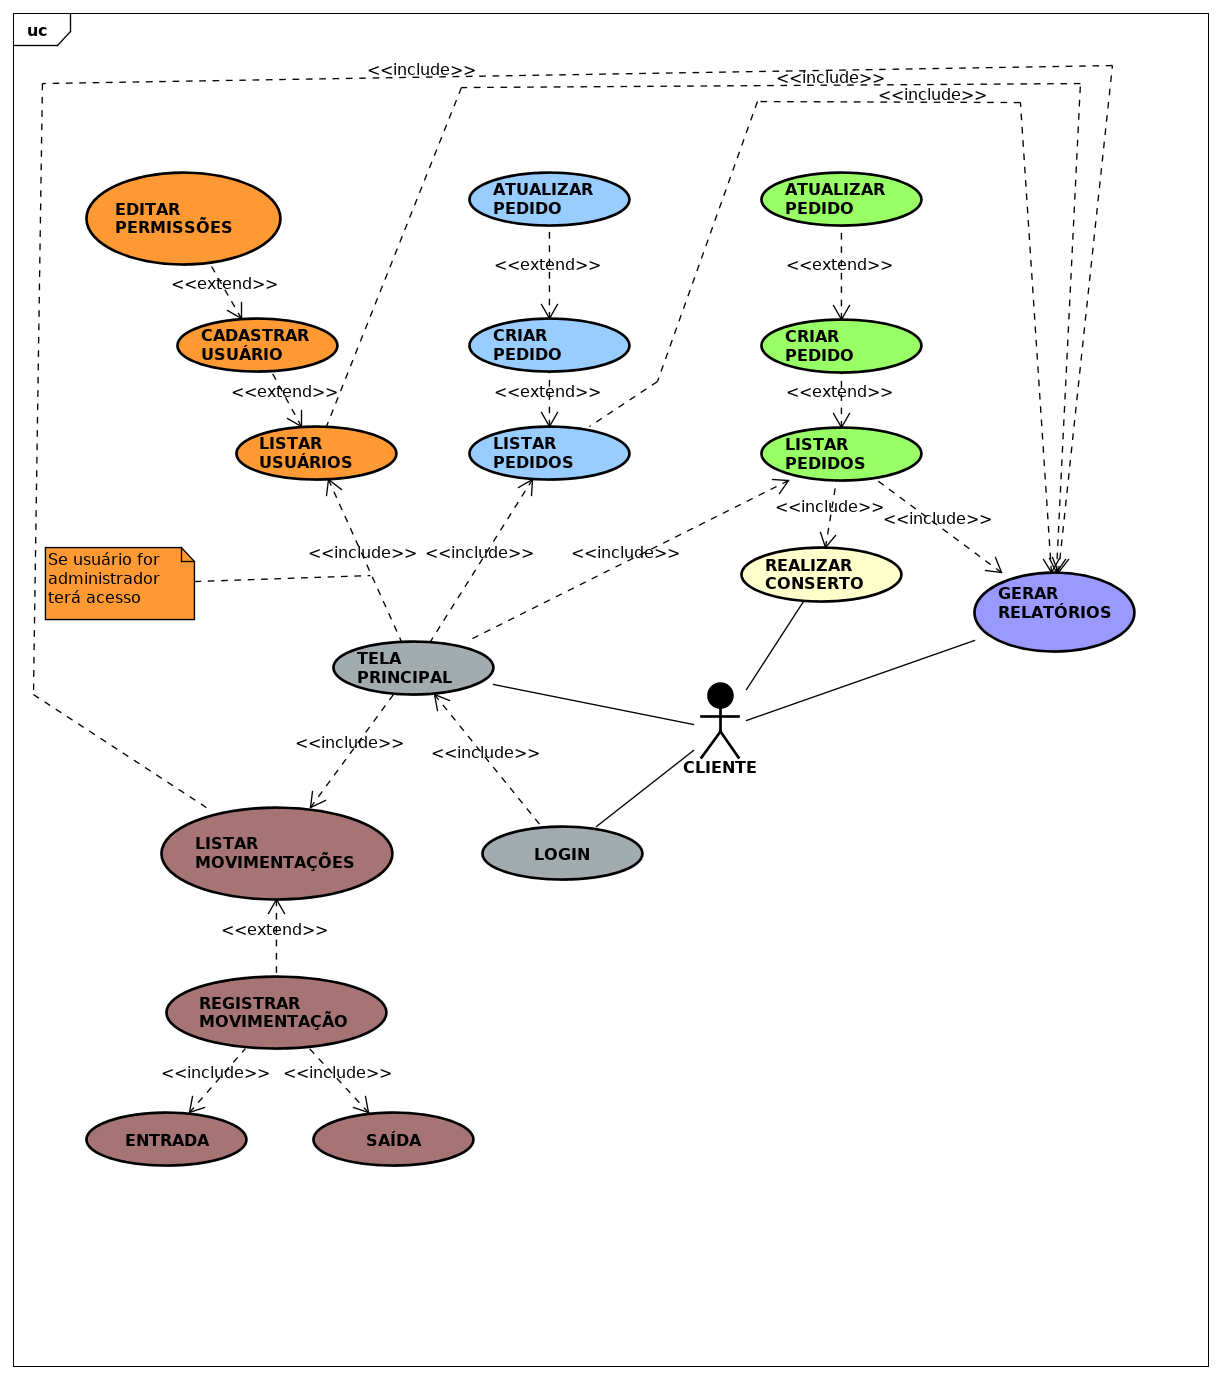 uc
<<include>>
<<include>>
<<include>>
EDITAR
PERMISSÕES
ATUALIZAR
PEDIDO
ATUALIZAR
PEDIDO
<<extend>>
<<extend>>
<<extend>>
CADASTRAR
USUÁRIO
CRIAR
PEDIDO
CRIAR
PEDIDO
<<extend>>
<<extend>>
<<extend>>
LISTAR
USUÁRIOS
LISTAR
PEDIDOS
LISTAR
PEDIDOS
<<include>>
<<include>>
Se usuário for
administrador
terá acesso
<<include>>
<<include>>
<<include>>
REALIZAR
CONSERTO
GERAR
RELATÓRIOS
TELA
PRINCIPAL
CLIENTE
<<include>>
<<include>>
LISTAR
MOVIMENTAÇÕES
LOGIN
<<extend>>
REGISTRAR
MOVIMENTAÇÃO
<<include>>
<<include>>
ENTRADA
SAÍDA